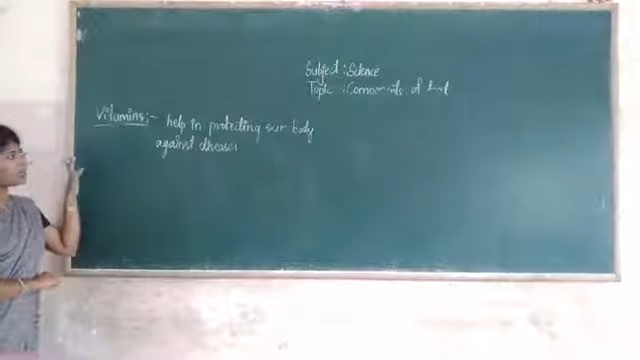 Subject : Science
Topic : Components of food
Vitamins:- help in protecting our body
against diseases